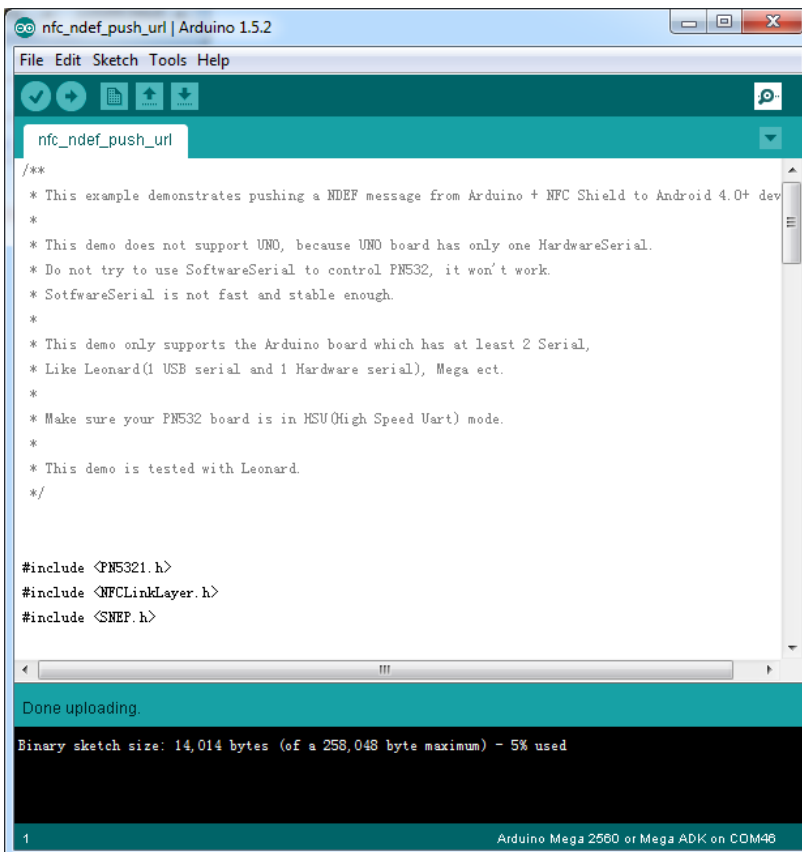 nfc_ndef_push_url | Arduino 1.5.2
File Edit Sketch Tools Help
nfc_ndef_push_url
/**
* This example demonstrates pushing a NDEF message from Arduino + NFC Shield to Android 4.0+ dev
*
* This demo does not support UNO, because UNO board has only one HardwareSerial.
* Do not try to use SoftwareSerial to control PN532, it won't work.
* SotfwareSerial is not fast and stable enough.
*
* This demo only supports the Arduino board which has at least 2 Serial,
* Like Leonard(1 USB serial and 1 Hardware serial), Mega ect.
*
* Make sure your PN532 board is in HSU(High Speed Uart) mode.
*
* This demo is tested with Leonard.
*/
#include <PN5321.h>
#include <NFCLinkLayer.h>
#include <SNEP.h>
Done uploading.
Binary sketch size: 14,014 bytes (of a 258,048 byte maximum) - 5% used
1 Arduino Mega 2560 or Mega ADK on COM46